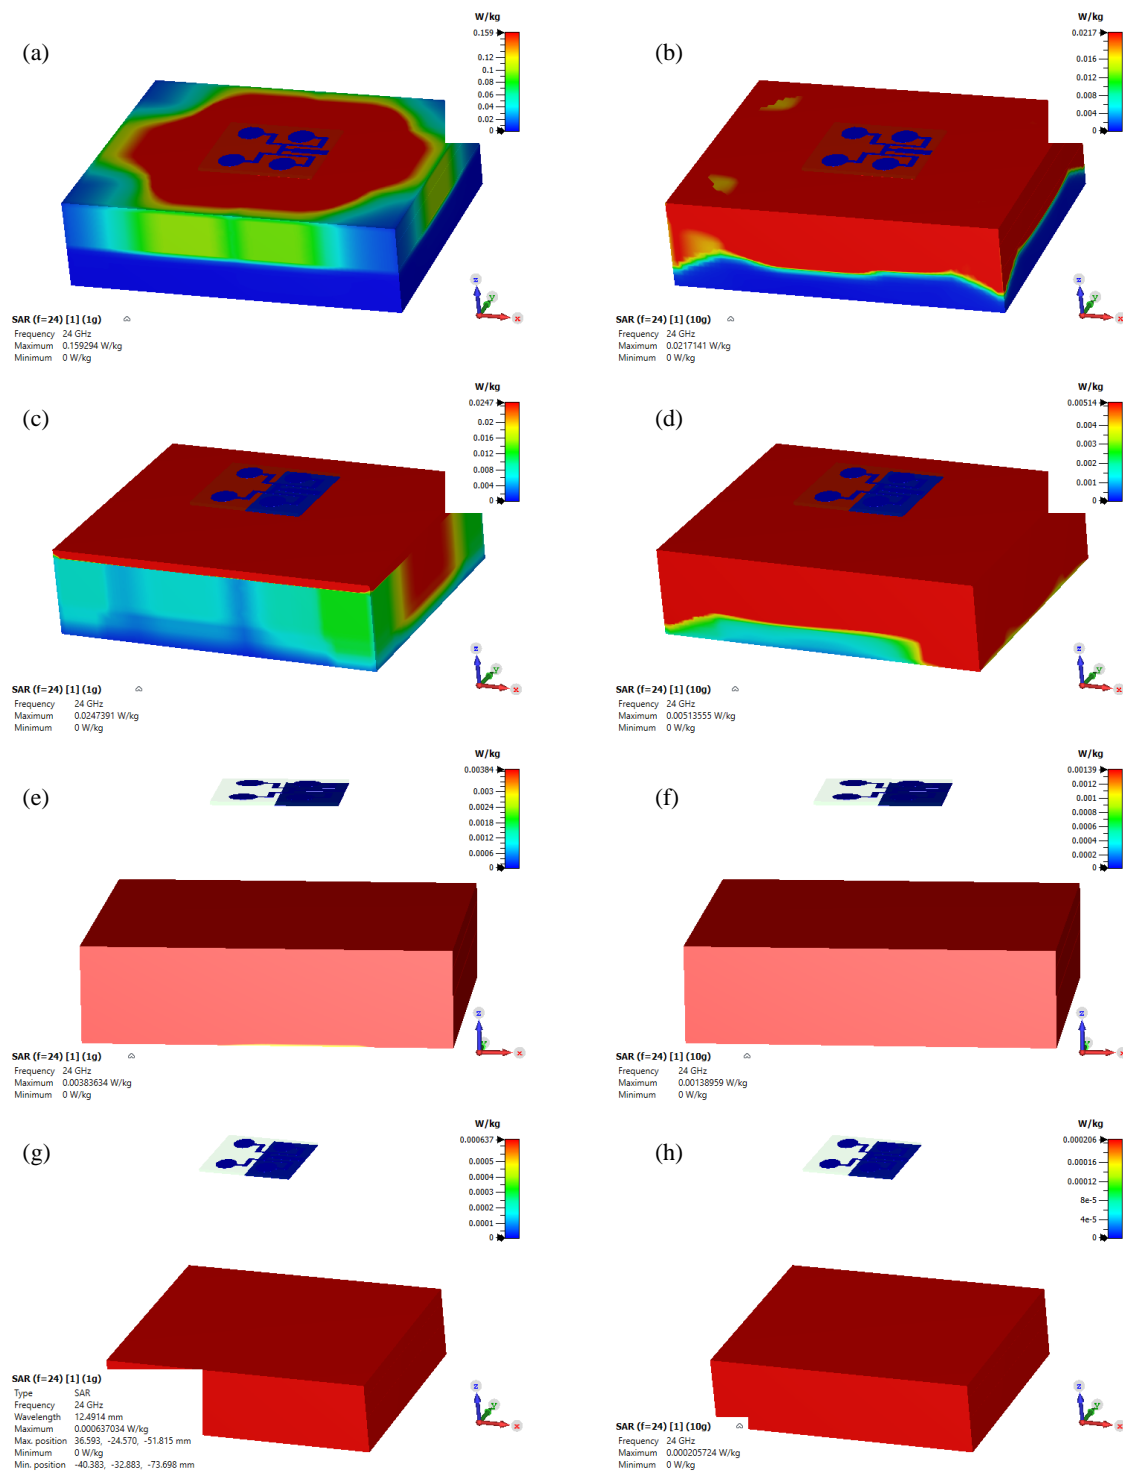 (a)
W/kg
0.159
0.12
0.1
0.08
0.06
0.04
0.02
0
SAR (f=24) [1] (1g)
Frequency 24 GHz
Maximum 0.159294 W/kg
Minimum 0 W/kg
z
y
x
(b)
W/kg
0.0217
0.016
0.012
0.008
0.004
0
SAR (f=24) [1] (10g)
Frequency 24 GHz
Maximum 0.0217141 W/kg
Minimum 0 W/kg
z
y
x
(c)
W/kg
0.0247
0.02
0.016
0.012
0.008
0.004
0
SAR (f=24) [1] (1g)
Frequency 24 GHz
Maximum 0.0247391 W/kg
Minimum 0 W/kg
z
y
x
(d)
W/kg
0.00514
0.004
0.003
0.002
0.001
0
SAR (f=24) [1] (10g)
Frequency 24 GHz
Maximum 0.00513555 W/kg
Minimum 0 W/kg
z
y
x
(e)
W/kg
0.00384
0.003
0.0024
0.0018
0.0012
0.0006
0
SAR (f=24) [1] (1g)
Frequency 24 GHz
Maximum 0.00383634 W/kg
Minimum 0 W/kg
z
y
x
(f)
W/kg
0.00139
0.001
0.0008
0.0006
0.0004
0.0002
0
SAR (f=24) [1] (10g)
Frequency 24 GHz
Maximum 0.00138959 W/kg
Minimum 0 W/kg
z
y
x
(g)
W/kg
0.000637
0.0005
0.0004
0.0003
0.0002
0.0001
0
SAR (f=24) [1] (1g)
Type SAR
Frequency 24 GHz
Wavelength 12.4914 mm
Maximum 0.000637034 W/kg
Max. position 36.593, -24.570, -51.815 mm
Minimum 0 W/kg
Min. position -40.383, -32.883, -73.698 mm
z
y
x
(h)
W/kg
0.000206
0.00016
0.00012
8e-5
4e-5
0
SAR (f=24) [1] (10g)
Frequency 24 GHz
Maximum 0.000205724 W/kg
Minimum 0 W/kg
z
y
x